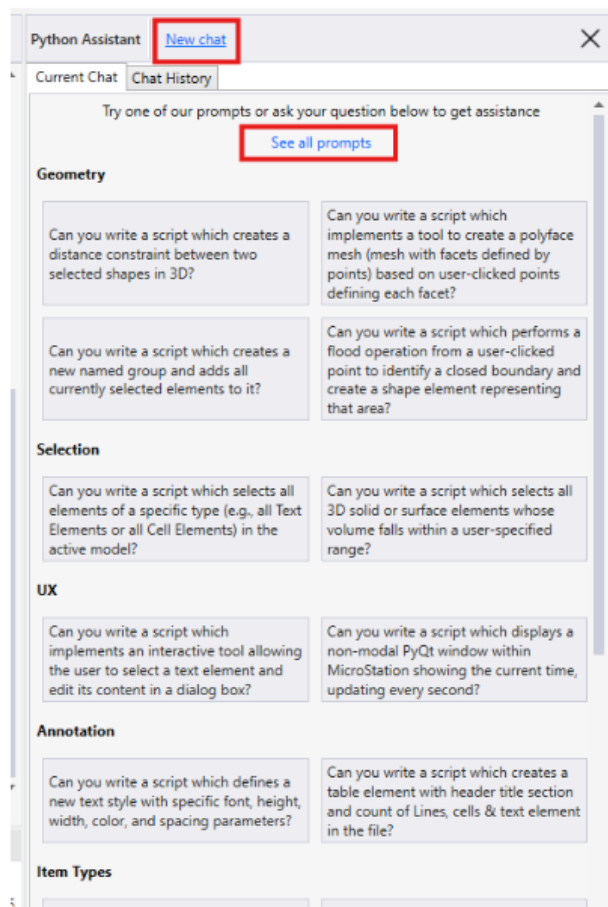 Python Assistant New chat
Current Chat Chat History
Try one of our prompts or ask your question below to get assistance
See all prompts
Geometry
Can you write a script which creates a
distance constraint between two
selected shapes in 3D?
Can you write a script which
implements a tool to create a polyface
mesh (mesh with facets defined by
points) based on user-clicked points
defining each facet?
Can you write a script which creates a
new named group and adds all
currently selected elements to it?
Can you write a script which performs a
flood operation from a user-clicked
point to identify a closed boundary and
create a shape element representing
that area?
Selection
Can you write a script which selects all
elements of a specific type (e.g., all Text
Elements or all Cell Elements) in the
active model?
Can you write a script which selects all
3D solid or surface elements whose
volume falls within a user-specified
range?
UX
Can you write a script which
implements an interactive tool allowing
the user to select a text element and
edit its content in a dialog box?
Can you write a script which displays a
non-modal PyQt window within
MicroStation showing the current time,
updating every second?
Annotation
Can you write a script which defines a
new text style with specific font, height,
width, color, and spacing parameters?
Can you write a script which creates a
table element with header title section
and count of Lines, cells & text element
in the file?
Item Types